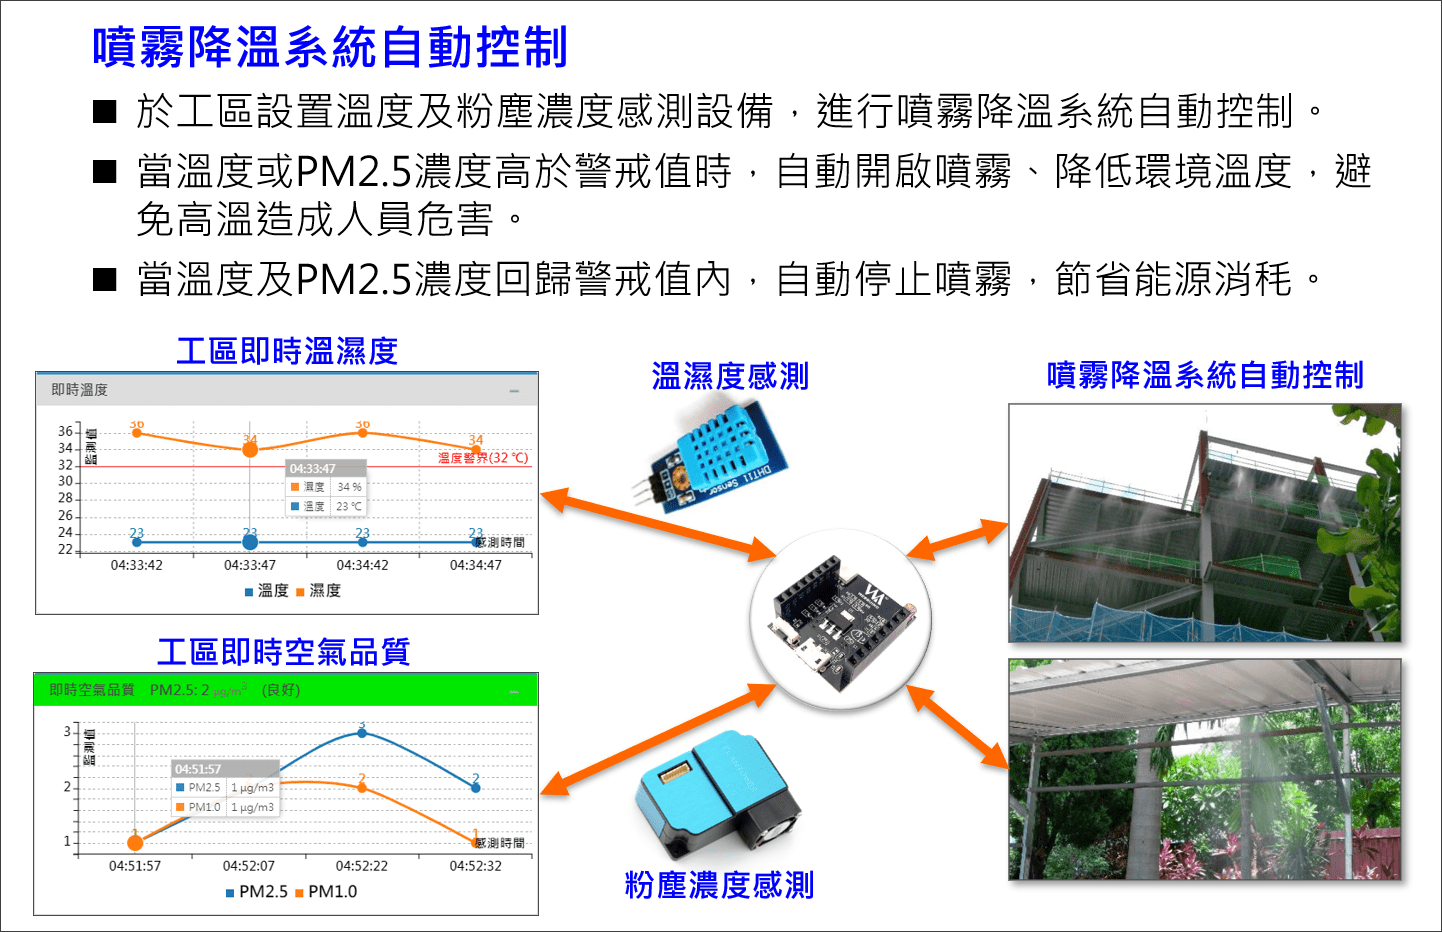 噴霧降溫系統自動控制
■ 於工區設置溫度及粉塵濃度感測設備，進行噴霧降溫系統自動控制。
■ 當溫度或PM2.5濃度高於警戒值時，自動開啟噴霧、降低環境溫度，避
免高溫造成人員危害。
■ 當溫度及PM2.5濃度回歸警戒值內，自動停止噴霧，節省能源消耗。
工區即時溫濕度
即時溫度
監測值
36
34
32
30
28
26
24
22
36
34
36
34
溫度警界(32 ℃)
04:33:47
濕度 34 %
溫度 23 ℃
23
23
23
23
感測時間
04:33:42
04:33:47
04:34:42
04:34:47
溫度 濕度
工區即時空氣品質
即時空氣品質 PM2.5: 2 μg/m³ (良好)
監測值
3
2
1
3
2
2
1
1
04:51:57
PM2.5 1 μg/m3
PM1.0 1 μg/m3
感測時間
04:51:57
04:52:07
04:52:22
04:52:32
PM2.5 PM1.0
溫濕度感測
DHT11 Sensor
粉塵濃度感測
噴霧降溫系統自動控制